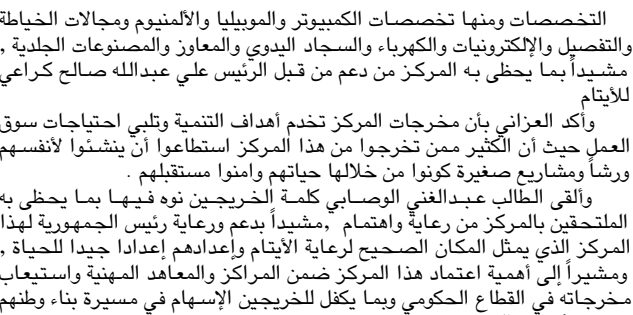 التخصصات ومنها تخصصات الكمبيوتر والموبيليا والألمنيوم ومجالات الخياطة
والتفصيل والإلكترونيات والكهرباء والسجاد اليدوي والمعاوز والمصنوعات الجلدية ,
مشيداً بما يحظى به المركز من دعم من قبل الرئيس علي عبدالله صالح كراعي
للأيتام
وأكد العزاني بأن مخرجات المركز تخدم أهداف التنمية وتلبي احتياجات سوق
العمل حيث أن الكثير ممن تخرجوا من هذا المركز استطاعوا أن ينشئوا لأنفسهم
ورشاً ومشاريع صغيرة كونوا من خلالها حياتهم وامنوا مستقبلهم .
وألقى الطالب عبدالغني الوصابي كلمة الخريجين نوه فيها بما يحظى به
الملتحقين بالمركز من رعاية واهتمام ,مشيداً بدعم ورعاية رئيس الجمهورية لهذا
المركز الذي يمثل المكان الصحيح لرعاية الأيتام وإعدادهم إعدادا جيدا للحياة ,
ومشيراً إلى أهمية اعتماد هذا المركز ضمن المراكز والمعاهد المهنية واستيعاب
مخرجاته في القطاع الحكومي وبما يكفل للخريجين الإسهام في مسيرة بناء وطنهم